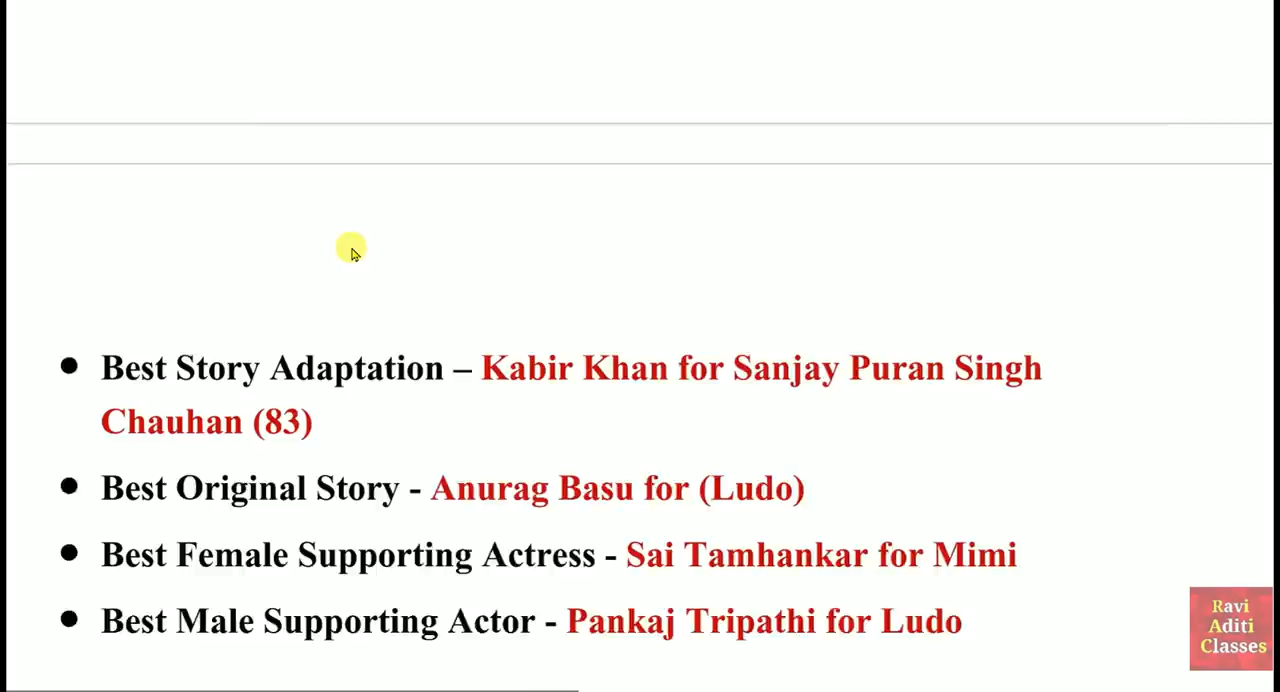 Best Story Adaptation – Kabir Khan for Sanjay Puran Singh
Chauhan (83)
Best Original Story - Anurag Basu for (Ludo)
Best Female Supporting Actress - Sai Tamhankar for Mimi
Best Male Supporting Actor - Pankaj Tripathi for Ludo
Ravi
Aditi
Classes